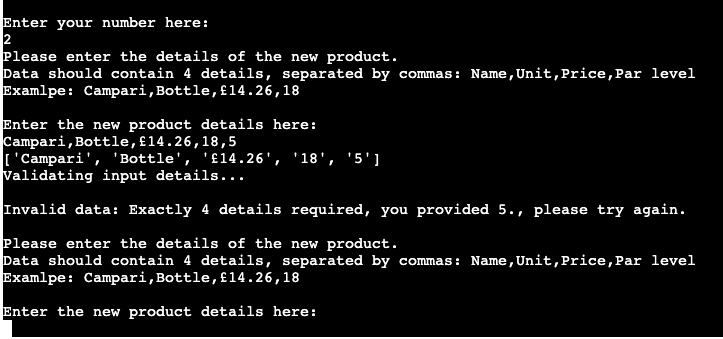 Enter your number here:
2
Please enter the details of the new product.
Data should contain 4 details, separated by commas: Name,Unit,Price,Par level
Examlpe: Campari,Bottle,£14.26,18
Enter the new product details here:
Campari,Bottle,£14.26,18,5
['Campari', 'Bottle', '£14.26', '18', '5']
Validating input details...
Invalid data: Exactly 4 details required, you provided 5., please try again.
Please enter the details of the new product.
Data should contain 4 details, separated by commas: Name,Unit,Price,Par level
Examlpe: Campari,Bottle,£14.26,18
Enter the new product details here: